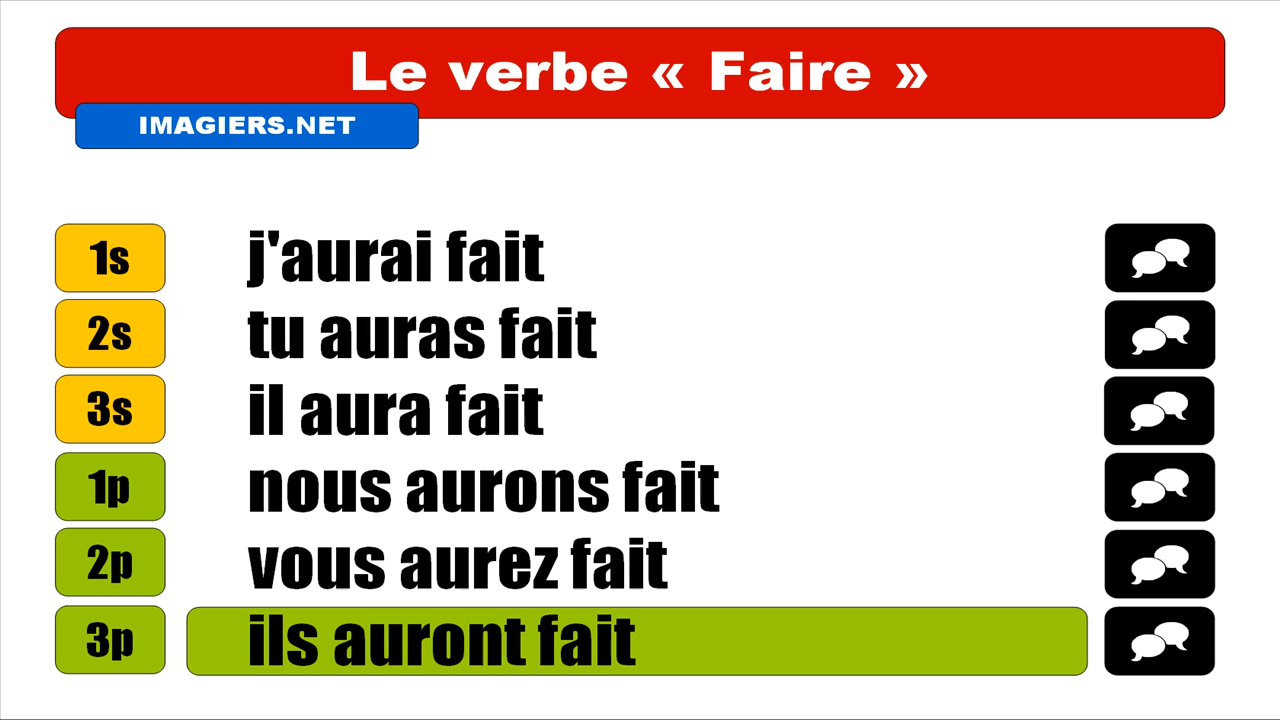 Le verbe « Faire »
IMAGIERS.NET
1s j'aurai fait
2s tu auras fait
3s il aura fait
1p nous aurons fait
2p vous aurez fait
3p ils auront fait